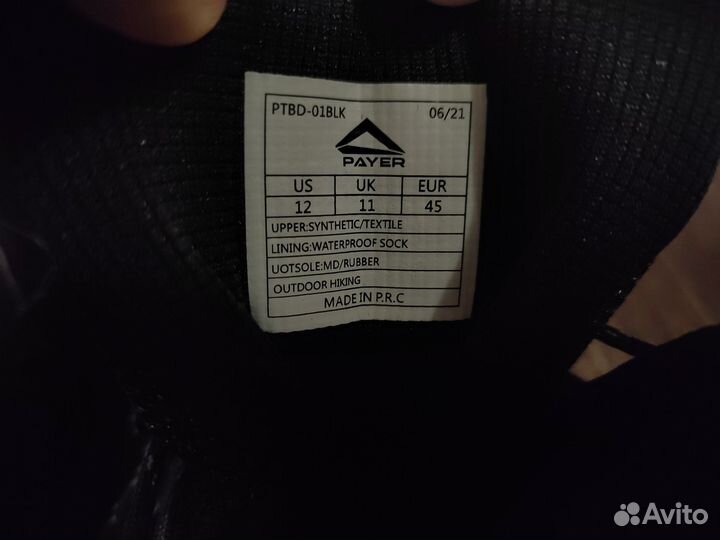 PTBD-01BLK 06/21
PAYER
US UK EUR
12 11 45
UPPER:SYNTHETIC/TEXTILE
LINING:WATERPROOF SOCK
UOTSOLE:MD/RUBBER
OUTDOOR HIKING
MADE IN P.R.C
Avito